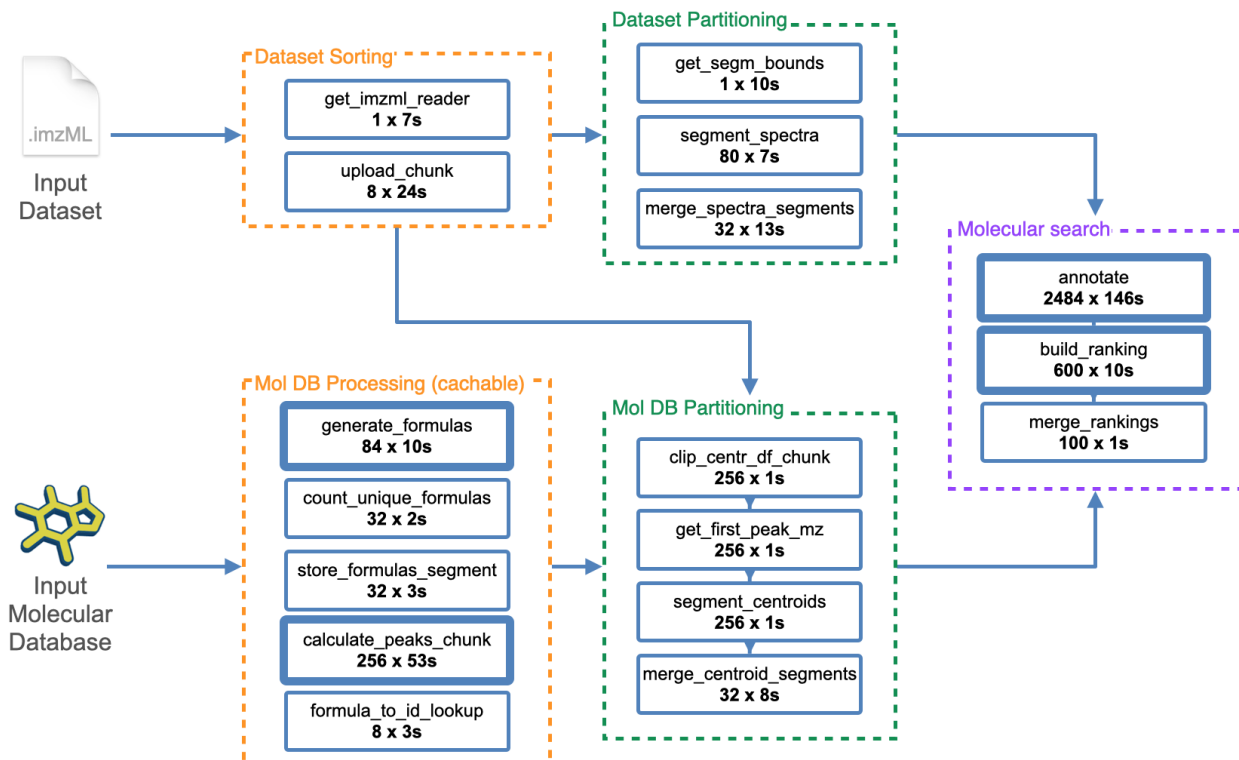 .imzML
Input
Dataset
Dataset Sorting
get_imzml_reader
1 x 7s
upload_chunk
8 x 24s
Dataset Partitioning
get_segm_bounds
1 x 10s
segment_spectra
80 x 7s
merge_spectra_segments
32 x 13s
Molecular search
annotate
2484 x 146s
build_ranking
600 x 10s
merge_rankings
100 x 1s
Input
Molecular
Database
Mol DB Processing (cachable)
generate_formulas
84 x 10s
count_unique_formulas
32 x 2s
store_formulas_segment
32 x 3s
calculate_peaks_chunk
256 x 53s
formula_to_id_lookup
8 x 3s
Mol DB Partitioning
clip_centr_df_chunk
256 x 1s
get_first_peak_mz
256 x 1s
segment_centroids
256 x 1s
merge_centroid_segments
32 x 8s